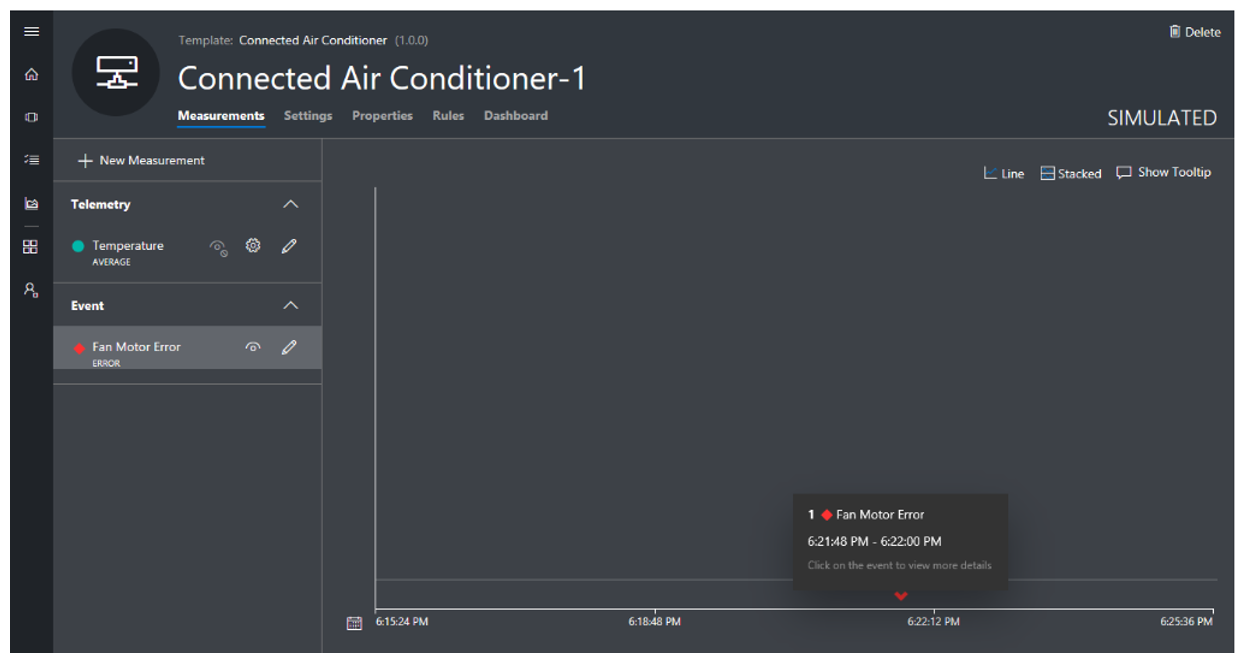 Delete
Template: Connected Air Conditioner (1.0.0)
Connected Air Conditioner-1
Measurements Settings Properties Rules Dashboard
SIMULATED
New Measurement
Line Stacked Show Tooltip
Telemetry
Temperature
AVERAGE
Event
Fan Motor Error
ERROR
1 Fan Motor Error
6:21:48 PM - 6:22:00 PM
Click on the event to view more details
6:15:24 PM 6:18:48 PM 6:22:12 PM 6:25:36 PM